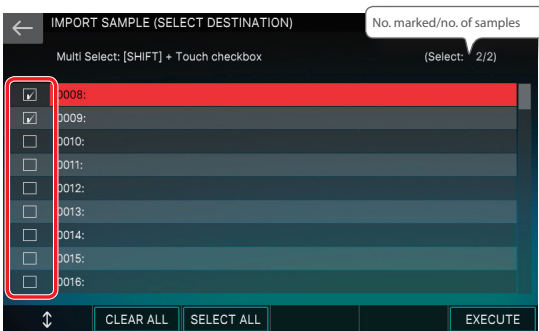 IMPORT SAMPLE (SELECT DESTINATION)
No. marked/no. of samples
Multi Select: [SHIFT] + Touch checkbox
(Select: 2/2)
0008:
0009:
0010:
0011:
0012:
0013:
0014:
0015:
0016:
CLEAR ALL
SELECT ALL
EXECUTE